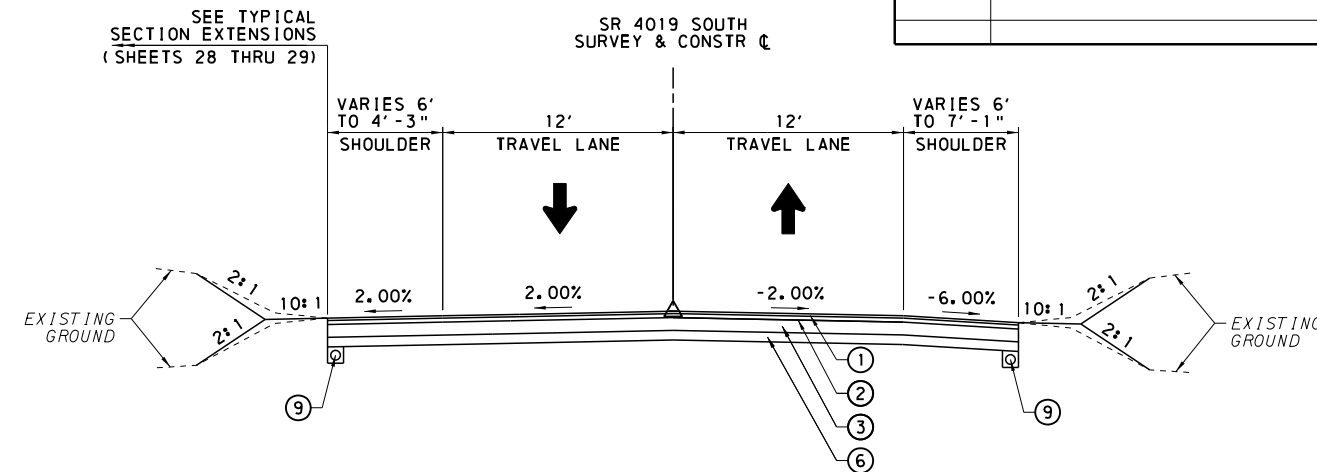 SEE TYPICAL
SECTION EXTENSIONS
(SHEETS 28 THRU 29)
SR 4019 SOUTH
SURVEY & CONSTR ℄
VARIES 6'
TO 4'-3"
SHOULDER
12'
TRAVEL LANE
12'
TRAVEL LANE
VARIES 6'
TO 7'-1"
SHOULDER
EXISTING
GROUND
2:1
2:1
10:1
2.00%
2.00%
-2.00%
-6.00%
10:1
2:1
2:1
EXISTING
GROUND
1
2
3
6
9
9